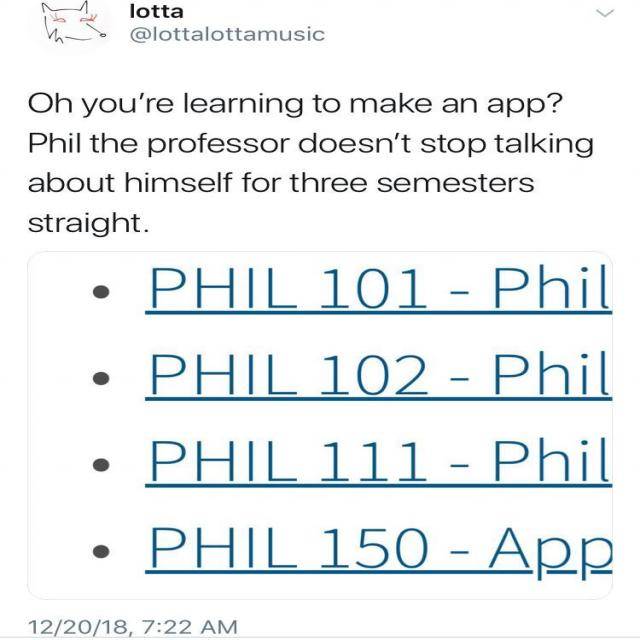 lotta
@lottalottamusic
Oh you're learning to make an app?
Phil the professor doesn't stop talking
about himself for three semesters
straight.
• PHIL 101 - Phil
• PHIL 102 - Phil
• PHIL 111 - Phil
• PHIL 150 - App
12/20/18, 7:22 AM